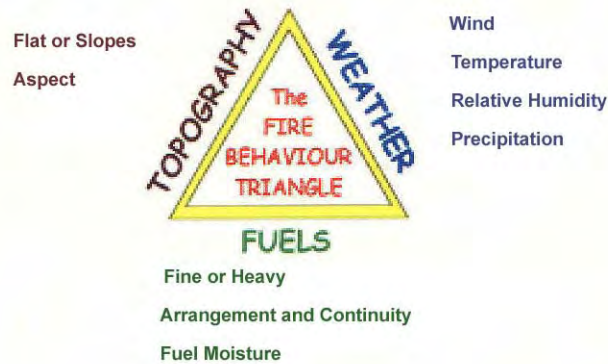 Flat or Slopes
Aspect
TOPOGRAPHY
WEATHER
Wind
Temperature
Relative Humidity
Precipitation
The
FIRE
BEHAVIOUR
TRIANGLE
FUELS
Fine or Heavy
Arrangement and Continuity
Fuel Moisture